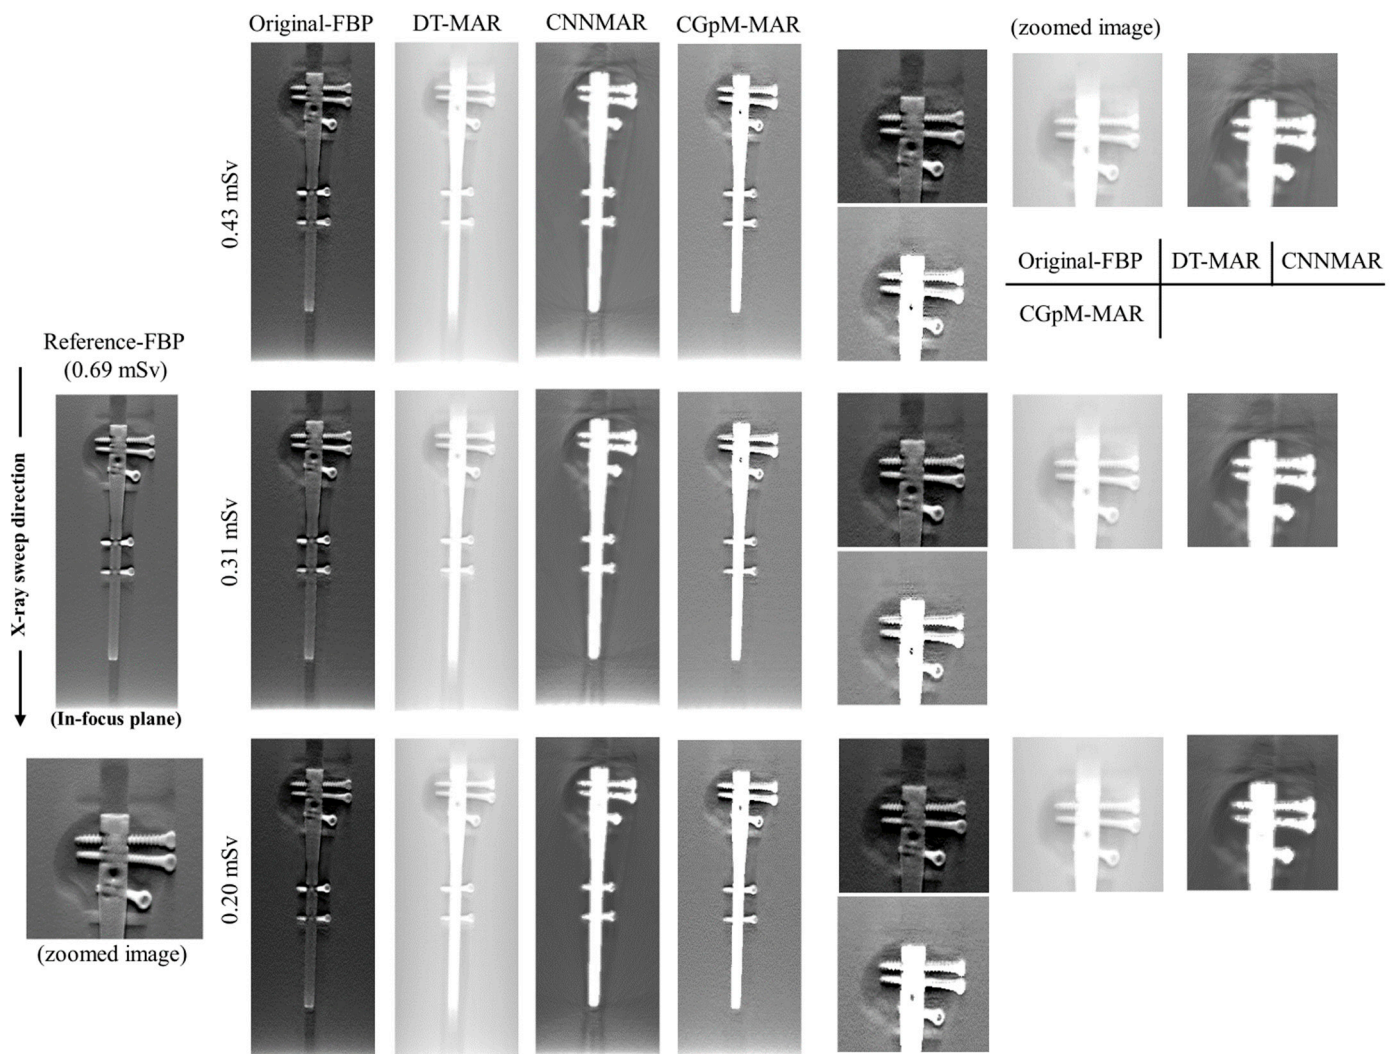 Original-FBP DT-MAR CNNMAR CGpM-MAR (zoomed image)
0.43 mSv
Original-FBP DT-MAR CNNMAR
CGpM-MAR
Reference-FBP
(0.69 mSv)
X-ray sweep direction
0.31 mSv
(In-focus plane)
0.20 mSv
(zoomed image)